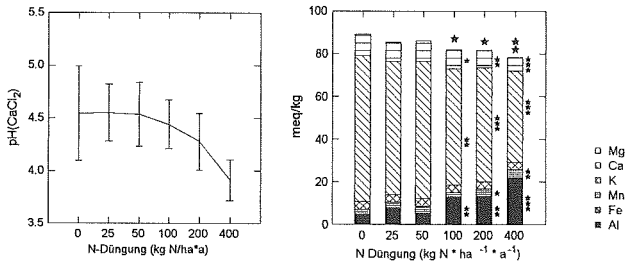 5.5
5.0
4.5
4.0
3.5
pH(CaCl2)
0 25 50 100 200 400
N-Düngung (kg N/ha*a)
100
80
60
40
20
0
meq/kg
0 25 50 100 200 400
N Düngung (kg N * ha -1 * a-1)
Mg
Ca
K
Mn
Fe
Al